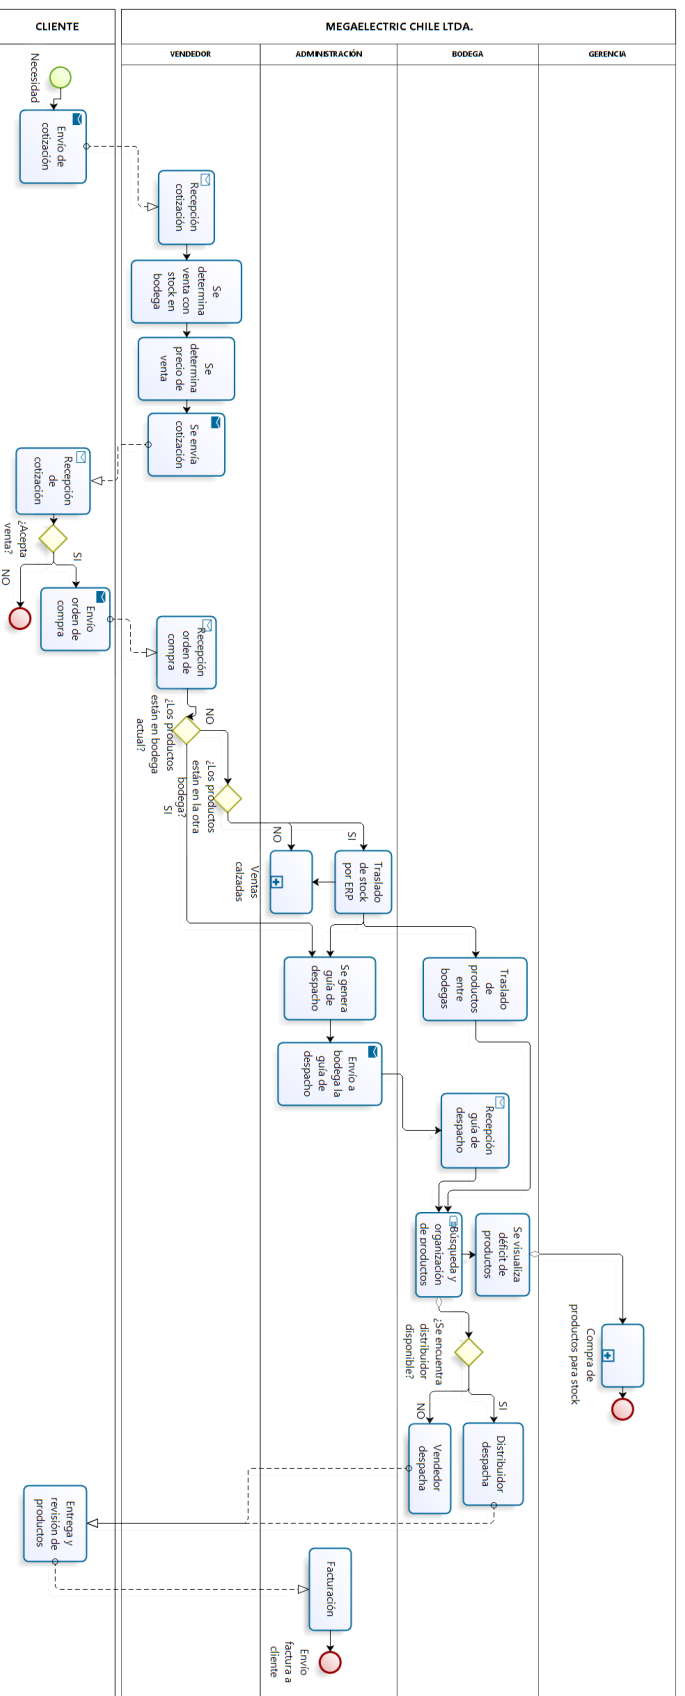 CLIENTE
MEGAELECTRIC CHILE LTDA.
VENDEDOR
ADMINISTRACIÓN
BODEGA
GERENCIA
Necesidad
Envío de
cotización
Recepción
cotización
Se
determina
venta con
stock en
bodega
Se
determina
precio de
venta
Se envía
cotización
Recepción
de
cotización
¿Acepta
venta?
SI
NO
Envío
orden de
compra
Recepción
orden de
compra
¿Los productos
están en bodega
actual?
NO
SI
¿Los productos
están en la otra
bodega?
NO
SI
Ventas
calzadas
Traslado
de stock
por ERP
Se genera
guía de
despacho
Traslado
de
productos
entre
bodegas
Envío a
bodega la
guía de
despacho
Recepción
guía de
despacho
Búsqueda y
organización
de productos
Se visualiza
déficit de
productos
Compra de
productos para stock
¿Se encuentra
distribuidor
disponible?
SI
NO
Distribuidor
despacha
Vendedor
despacha
Entrega y
revisión de
productos
Facturación
Envío
factura a
cliente